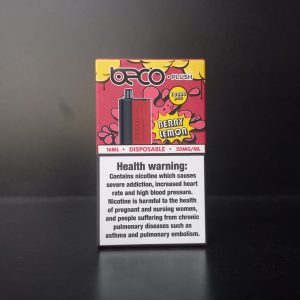 beco • PLUSH
BERRY
LEMON
16ML • DISPOSABLE • 50MG/ML
Health warning:
Contains nicotine which causes
severe addiction, increased heart
rate and high blood pressure.
Nicotine is harmful to the health
of pregnant and nursing women,
and people suffering from chronic
pulmonary diseases such as
asthma and pulmonary embolism.